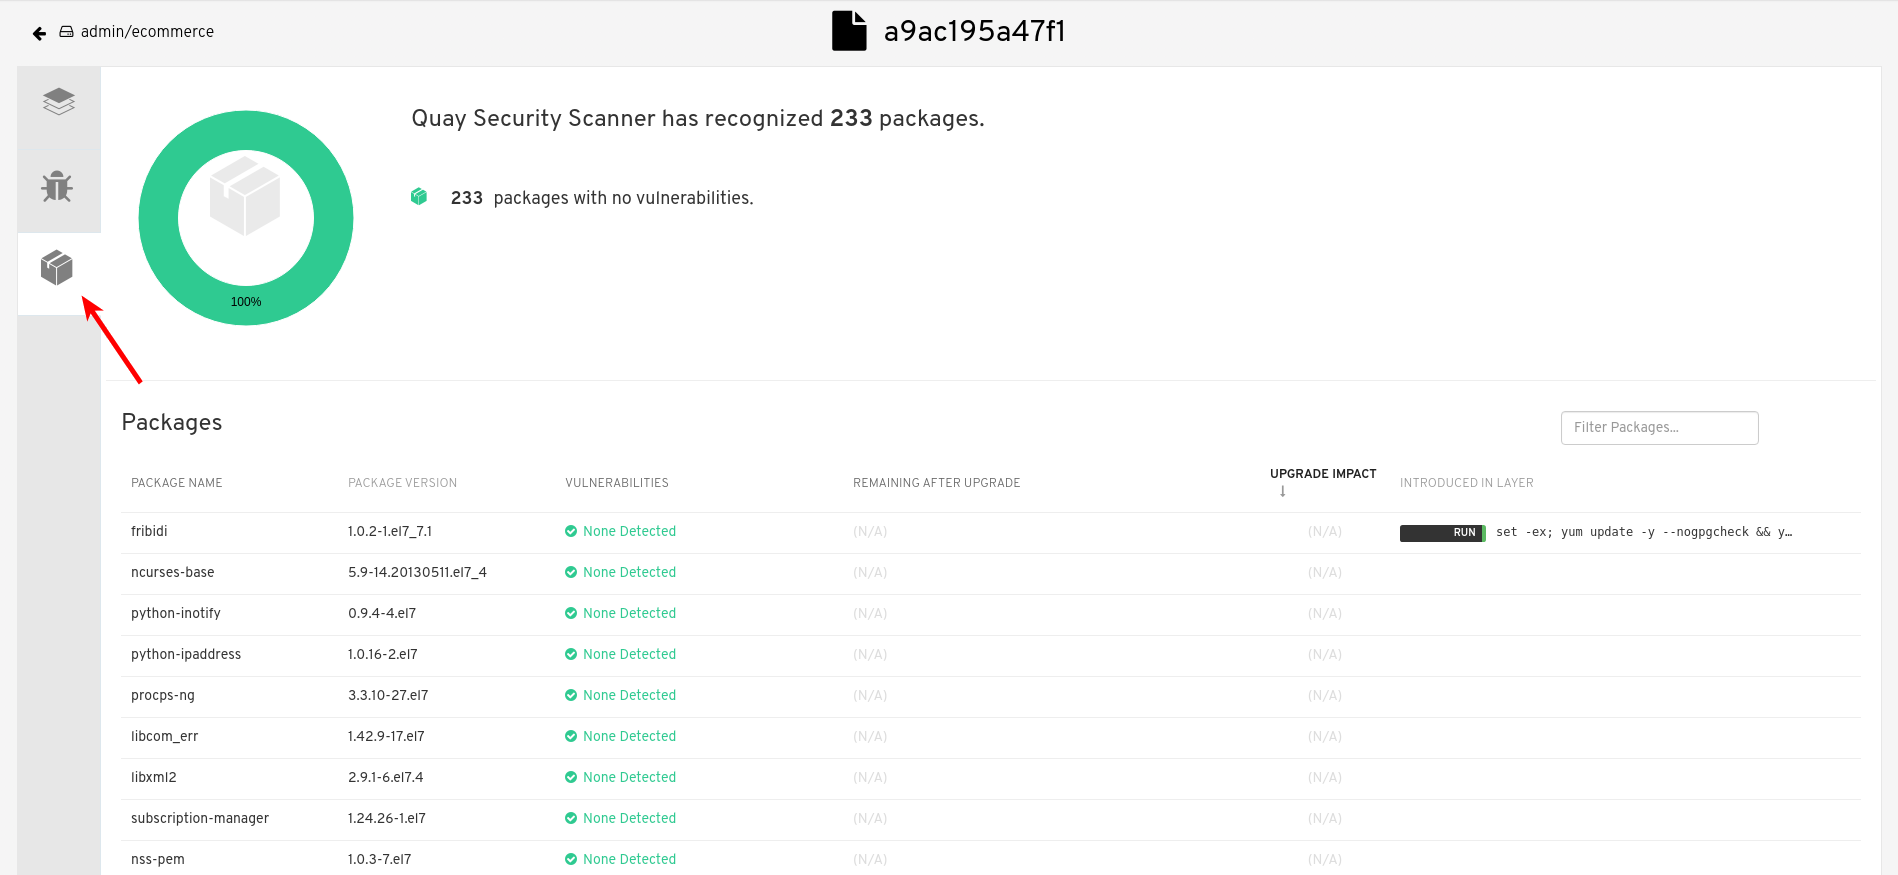 admin/ecommerce
a9ac195a47f1
Quay Security Scanner has recognized 233 packages.
233 packages with no vulnerabilities.
100%
Packages
Filter Packages...
PACKAGE NAME PACKAGE VERSION VULNERABILITIES REMAINING AFTER UPGRADE UPGRADE IMPACT INTRODUCED IN LAYER
fribidi 1.0.2-1.el7_7.1 None Detected (N/A) (N/A) RUN set -ex; yum update -y --nogpgcheck && y…
ncurses-base 5.9-14.20130511.el7_4 None Detected (N/A) (N/A)
python-inotify 0.9.4-4.el7 None Detected (N/A) (N/A)
python-ipaddress 1.0.16-2.el7 None Detected (N/A) (N/A)
procps-ng 3.3.10-27.el7 None Detected (N/A) (N/A)
libcom_err 1.42.9-17.el7 None Detected (N/A) (N/A)
libxml2 2.9.1-6.el7.4 None Detected (N/A) (N/A)
subscription-manager 1.24.26-1.el7 None Detected (N/A) (N/A)
nss-pem 1.0.3-7.el7 None Detected (N/A) (N/A)